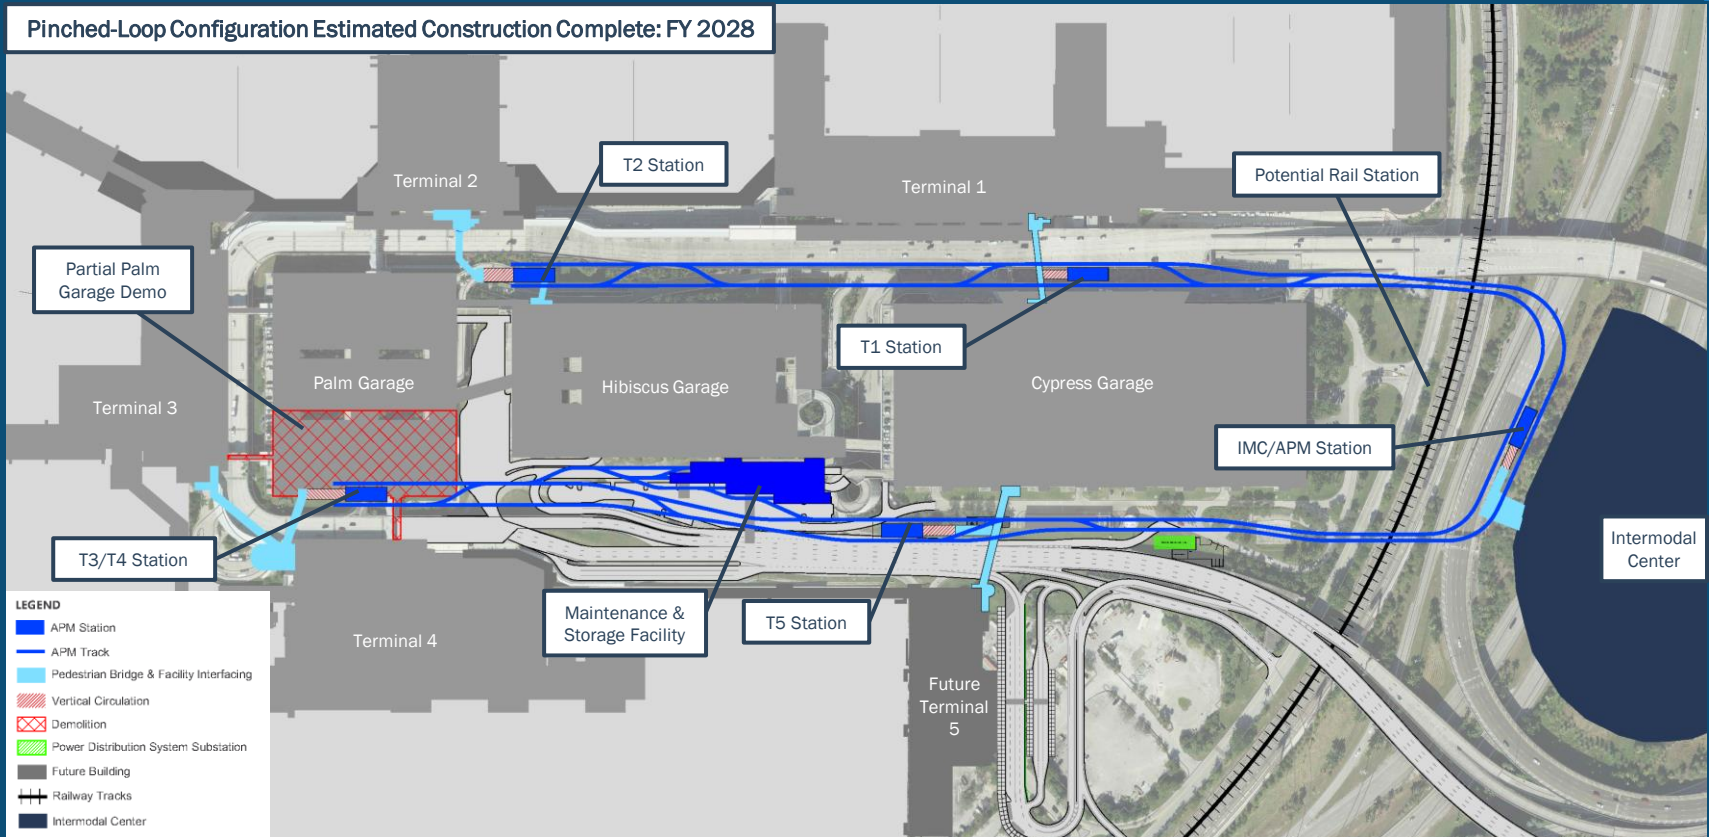 Pinched-Loop Configuration Estimated Construction Complete: FY 2028
Terminal 2
T2 Station
Terminal 1
Potential Rail Station
Partial Palm
Garage Demo
T1 Station
Palm Garage
Hibiscus Garage
Cypress Garage
Terminal 3
IMC/APM Station
T3/T4 Station
Intermodal
Center
Maintenance &
Storage Facility
T5 Station
Terminal 4
Future
Terminal
5
LEGEND
APM Station
APM Track
Pedestrian Bridge & Facility Interfacing
Vertical Circulation
Demolition
Power Distribution System Substation
Future Building
Railway Tracks
Intermodal Center